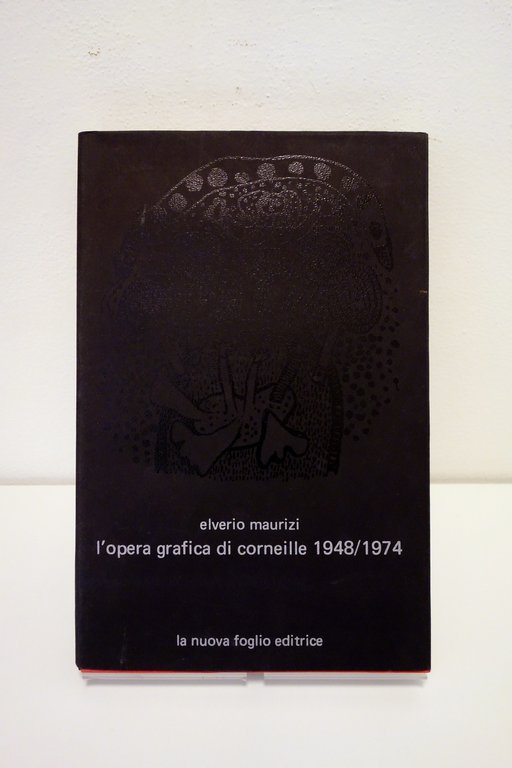 elverio maurizi
l'opera grafica di corneille 1948/1974
la nuova foglio editrice